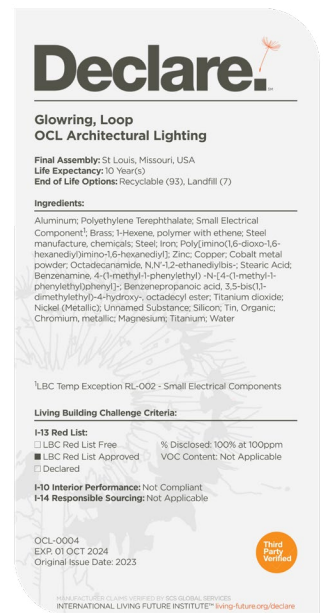 Declare.
SM
Glowring, Loop
OCL Architectural Lighting
Final Assembly: St Louis, Missouri, USA
Life Expectancy: 10 Year(s)
End of Life Options: Recyclable (93), Landfill (7)
Ingredients:
Aluminum; Polyethylene Terephthalate; Small Electrical
Component¹; Brass; 1-Hexene, polymer with ethene; Steel
manufacture, chemicals; Steel; Iron; Poly[imino(1,6-dioxo-1,6-
hexanediyl)imino-1,6-hexanediyl]; Zinc; Copper; Cobalt metal
powder; Octadecanamide, N,N'-1,2-ethanediylbis-; Stearic Acid;
Benzenamine, 4-(1-methyl-1-phenylethyl) -N-[4-(1-methyl-1-
phenylethyl)phenyl]-; Benzenepropanoic acid, 3,5-bis(1,1-
dimethylethyl)-4-hydroxy-, octadecyl ester; Titanium dioxide;
Nickel (Metallic); Unnamed Substance; Silicon; Tin, Organic;
Chromium, metallic; Magnesium; Titanium; Water
¹LBC Temp Exception RL-002 - Small Electrical Components
Living Building Challenge Criteria:
I-13 Red List:
☐ LBC Red List Free % Disclosed: 100% at 100ppm
■ LBC Red List Approved VOC Content: Not Applicable
☐ Declared
I-10 Interior Performance: Not Compliant
I-14 Responsible Sourcing: Not Applicable
OCL-0004
EXP. 01 OCT 2024
Original Issue Date: 2023
Third
Party
Verified
MANUFACTURER CLAIMS VERIFIED BY SCS GLOBAL SERVICES
INTERNATIONAL LIVING FUTURE INSTITUTE™ living-future.org/declare